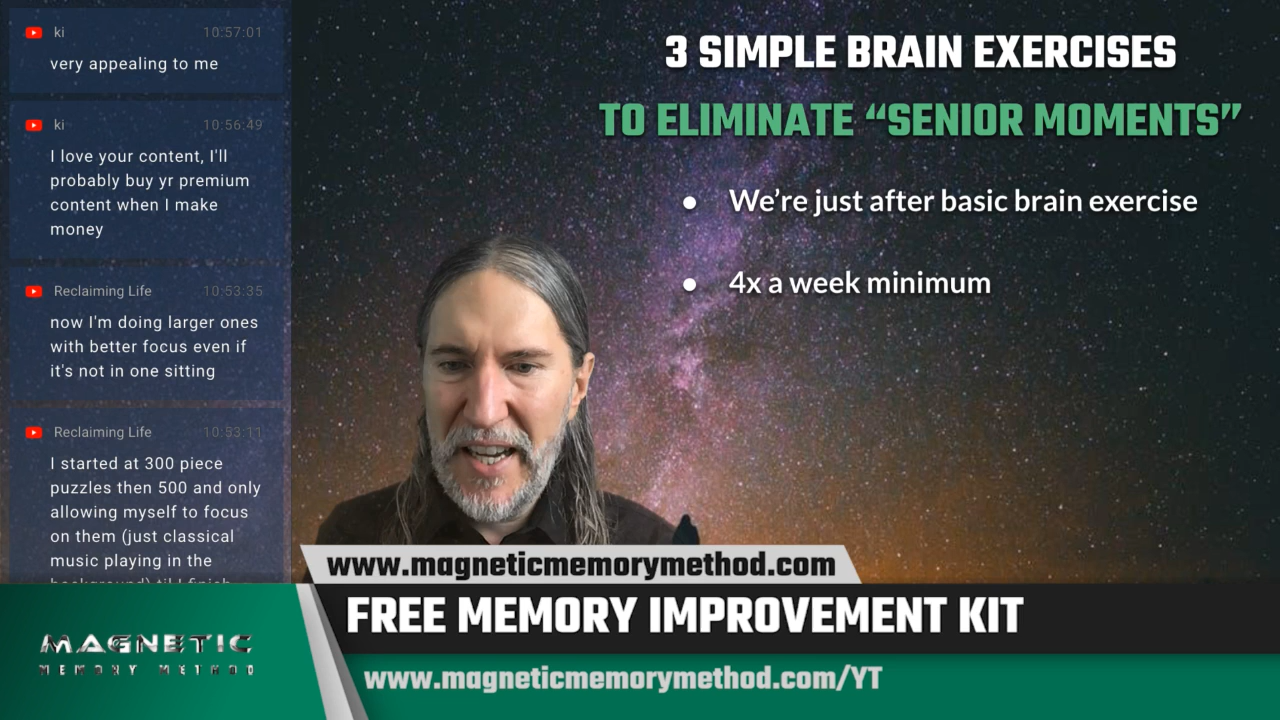 ki 10:57:01
very appealing to me
ki 10:56:49
I love your content, I'll
probably buy yr premium
content when I make
money
Reclaiming Life 10:53:35
now I'm doing larger ones
with better focus even if
it's not in one sitting
Reclaiming Life 10:53:11
I started at 300 piece
puzzles then 500 and only
allowing myself to focus
on them (just classical
music playing in the
background) til I finish
3 SIMPLE BRAIN EXERCISES
TO ELIMINATE “SENIOR MOMENTS”
● We’re just after basic brain exercise
● 4x a week minimum
www.magneticmemorymethod.com
FREE MEMORY IMPROVEMENT KIT
www.magneticmemorymethod.com/YT
MAGNETIC
MEMORY METHOD